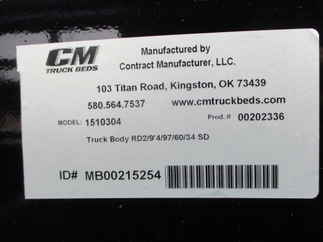 CM
TRUCK BEDS
Manufactured by
Contract Manufacturer, LLC.
103 Titan Road, Kingston, OK 73439
580.564.7537 www.cmtruckbeds.com
MODEL: 1510304 Prod.# 00202336
Truck Body RD2/9'4/97/60/34 SD
ID# MB00215254